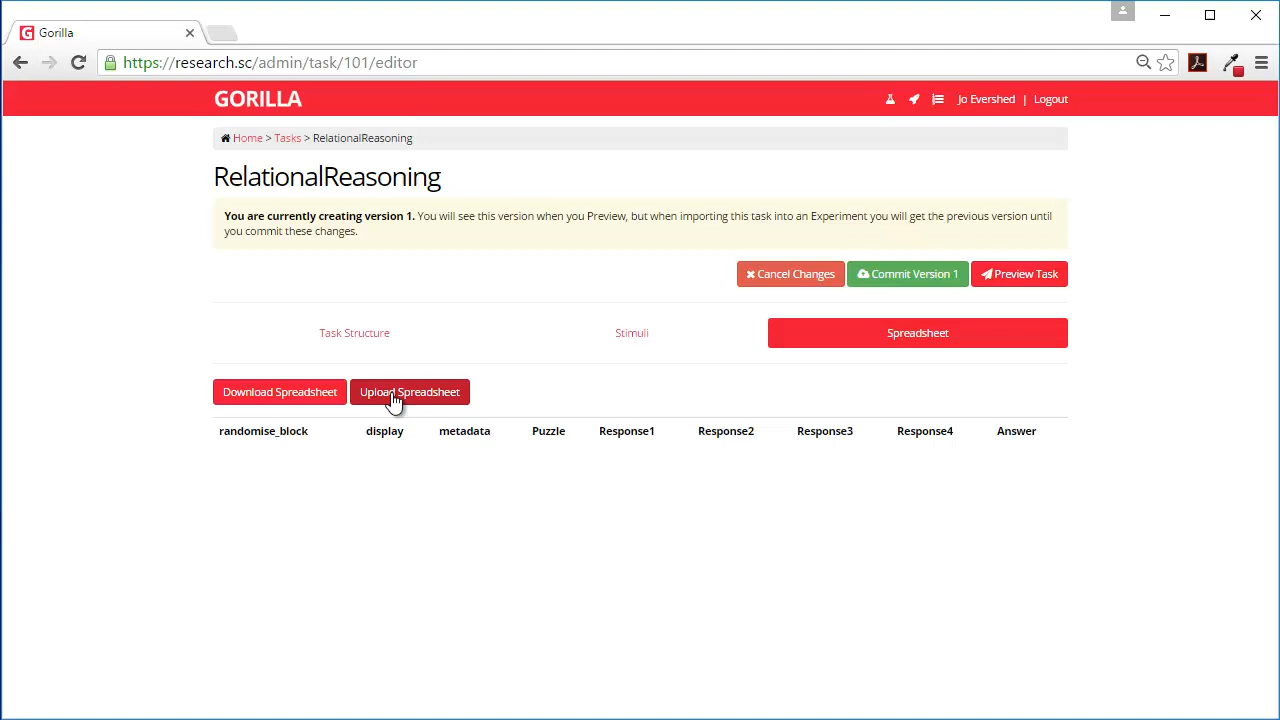 Gorilla
https://research.sc/admin/task/101/editor
GORILLA
Jo Evershed | Logout
Home > Tasks > RelationalReasoning
RelationalReasoning
You are currently creating version 1. You will see this version when you Preview, but when importing this task into an Experiment you will get the previous version until
you commit these changes.
Cancel Changes Commit Version 1 Preview Task
Task Structure Stimuli Spreadsheet
Download Spreadsheet Upload Spreadsheet
randomise_block display metadata Puzzle Response1 Response2 Response3 Response4 Answer